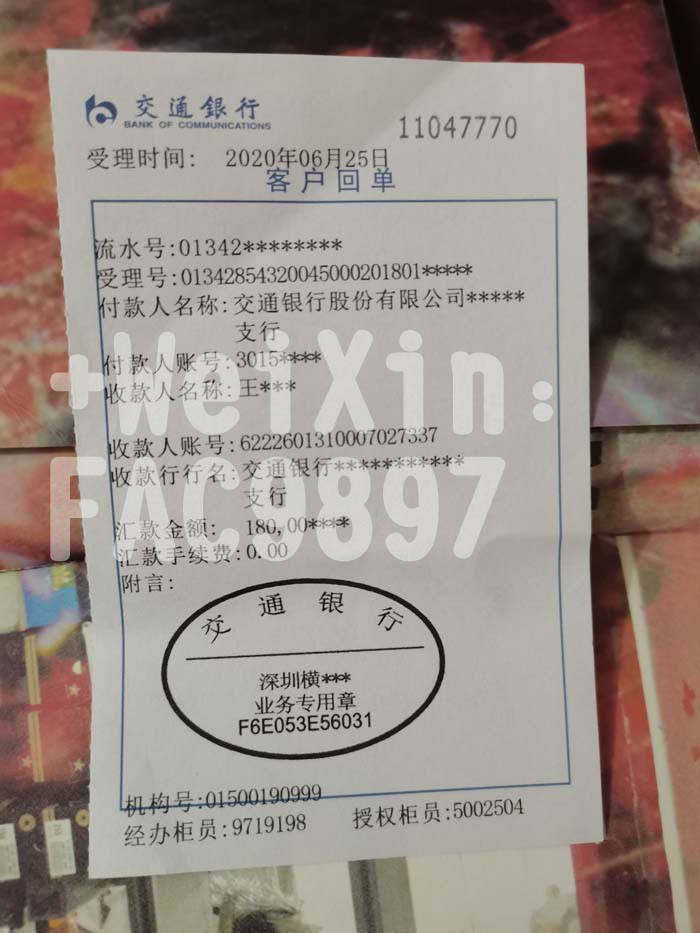 交通銀行
BANK OF COMMUNICATIONS
11047770
受理时间: 2020年06月25日
客户回单
流水号:01342********
受理号:01342854320045000201801*****
付款人名称:交通银行股份有限公司*****
支行
付款人账号:3015****
收款人名称:王***
+WeiXin:
收款人账号:6222601310007027337
收款行行名:交通银行***********
支行
FAC9897
汇款金额: 180,00****
汇款手续费:0.00
附言:
交通银行
深圳横***
业务专用章
F6E053E56031
机构号:01500190999
经办柜员:9719198 授权柜员:5002504